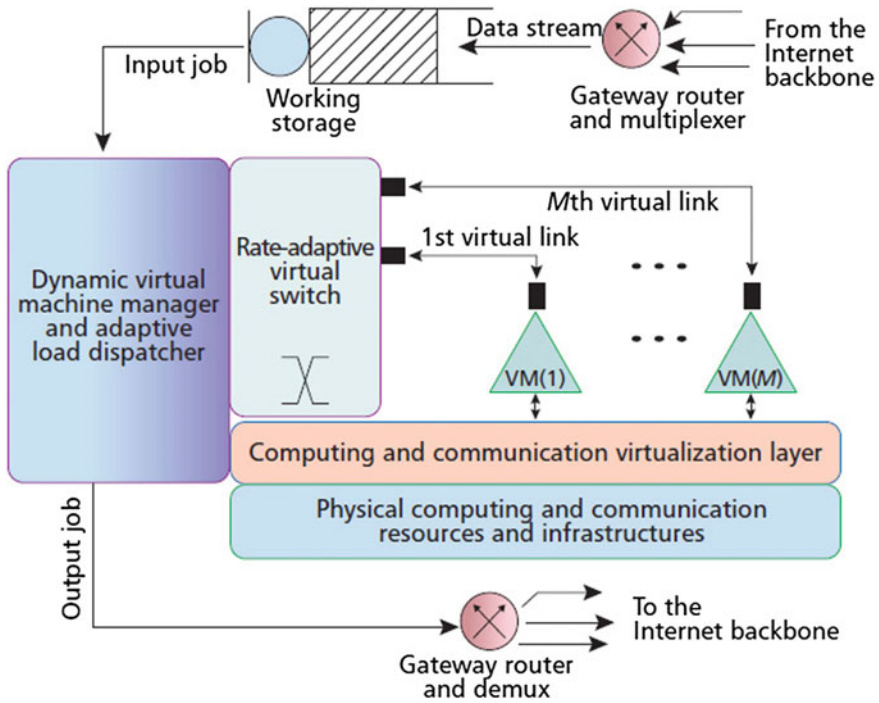 Data stream
From the
Internet
backbone
Input job
Working
storage
Gateway router
and multiplexer
Mth virtual link
1st virtual link
Rate-adaptive
virtual
switch
Dynamic virtual
machine manager
and adaptive
load dispatcher
VM(1)
VM(M)
Computing and communication virtualization layer
Physical computing and communication
resources and infrastructures
Output job
To the
Internet backbone
Gateway router
and demux